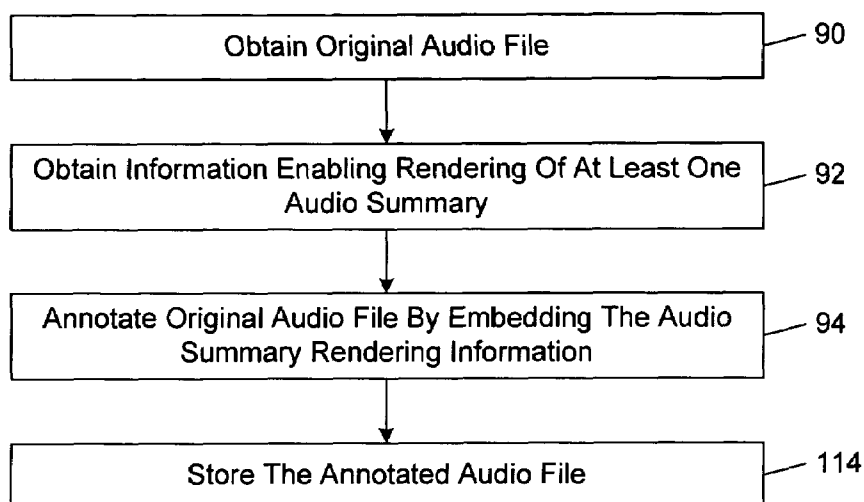 Obtain Original Audio File
90
Obtain Information Enabling Rendering Of At Least One
Audio Summary
92
Annotate Original Audio File By Embedding The Audio
Summary Rendering Information
94
Store The Annotated Audio File
114